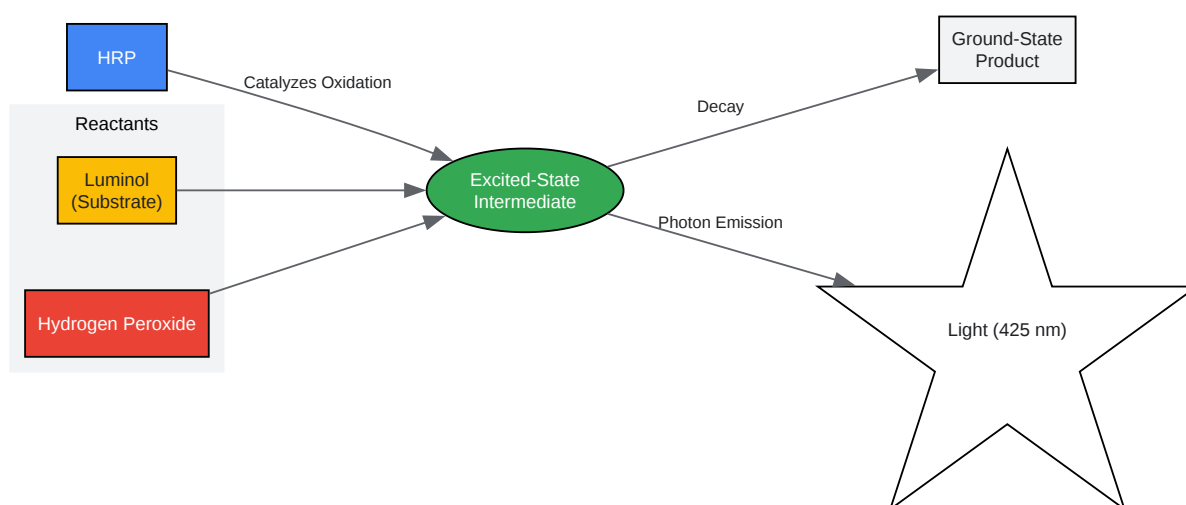 HRP
Catalyzes Oxidation
Reactants
Luminol
(Substrate)
Hydrogen Peroxide
Excited-State
Intermediate
Decay
Photon Emission
Ground-State
Product
Light (425 nm)